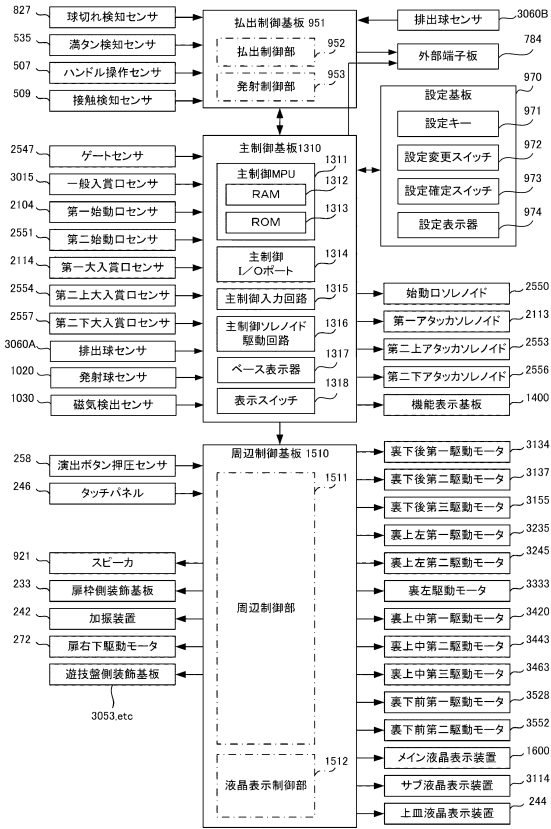 827
球切れ検知センサ
535
満タン検知センサ
507
ハンドル操作センサ
509
接触検知センサ
払出制御基板 951
払出制御部
952
発射制御部
953
排出球センサ
3060B
外部端子板
784
設定基板
970
設定キー
971
設定変更スイッチ
972
設定確定スイッチ
973
設定表示器
974
2547
ゲートセンサ
3015
一般入賞口センサ
2104
第一始動口センサ
2551
第二始動口センサ
2114
第一大入賞口センサ
2554
第二上大入賞口センサ
2557
第二下大入賞口センサ
3060A
排出球センサ
1020
発射球センサ
1030
磁気検出センサ
主制御基板1310
主制御MPU
1311
RAM
1312
ROM
1313
主制御
I/Oポート
1314
主制御入力回路
1315
主制御ソレノイド
駆動回路
1316
ベース表示器
1317
表示スイッチ
1318
始動口ソレノイド
2550
第一アタッカソレノイド
2113
第二上アタッカソレノイド
2553
第二下アタッカソレノイド
2556
機能表示基板
1400
258
演出ボタン押圧センサ
246
タッチパネル
921
スピーカ
233
扉枠側装飾基板
242
加振装置
272
扉右下駆動モータ
遊技盤側装飾基板
3053,etc
周辺制御基板 1510
1511
周辺制御部
1512
液晶表示制御部
裏下後第一駆動モータ
3134
裏下後第二駆動モータ
3137
裏下後第三駆動モータ
3155
裏上左第一駆動モータ
3235
裏上左第二駆動モータ
3245
裏左駆動モータ
3333
裏上中第一駆動モータ
3420
裏上中第二駆動モータ
3443
裏上中第三駆動モータ
3463
裏下前第一駆動モータ
3528
裏下前第二駆動モータ
3552
メイン液晶表示装置
1600
サブ液晶表示装置
3114
上皿液晶表示装置
244